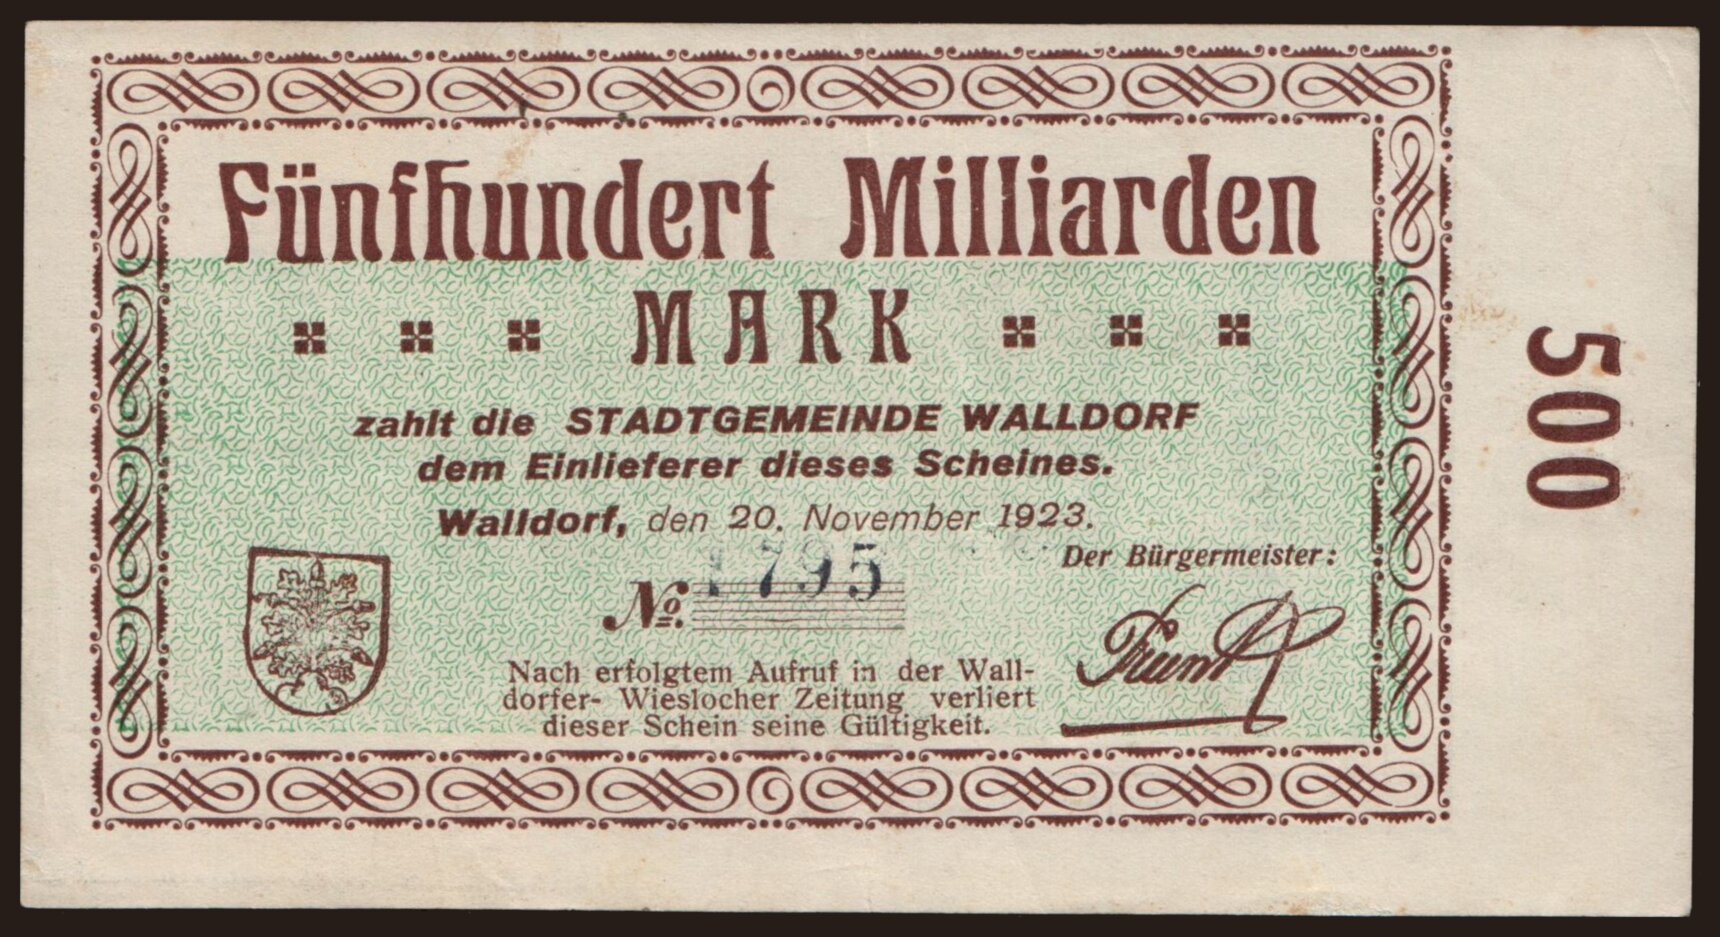 Fünfhundert Milliarden
MARK
zahlt die STADTGEMEINDE WALLDORF
dem Einlieferer dieses Scheines.
Walldorf, den 20. November 1923.
Der Bürgermeister:
No. 1795
Nach erfolgtem Aufruf in der Wall-
dorfer- Wieslocher Zeitung verliert
dieser Schein seine Gültigkeit.
500